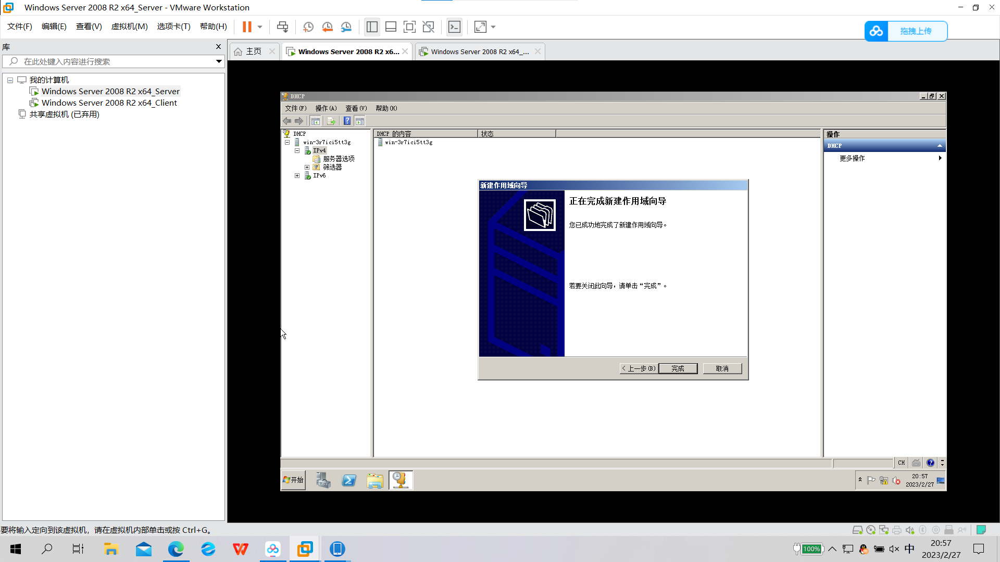 Windows Server 2008 R2 x64_Server - VMware Workstation
文件(F) 编辑(E) 查看(V) 虚拟机(M) 选项卡(T) 帮助(H)
拖拽上传
库
在此处键入内容进行搜索
我的计算机
Windows Server 2008 R2 x64_Server
Windows Server 2008 R2 x64_Client
共享虚拟机 (已弃用)
主页
Windows Server 2008 R2 x6...
Windows Server 2008 R2 x64_...
DHCP
文件(F) 操作(A) 查看(V) 帮助(H)
DHCP
win-3r7ici5tt3g
IPv4
服务器选项
筛选器
IPv6
DHCP 的内容 状态
win-3r7ici5tt3g
操作
DHCP
更多操作
新建作用域向导
正在完成新建作用域向导
您已成功地完成了新建作用域向导。
若要关闭此向导，请单击“完成”。
< 上一步(B) 完成 取消
CH
开始
20:57
2023/2/27
要将输入定向到该虚拟机，请在虚拟机内部单击或按 Ctrl+G。
100%
中
20:57
2023/2/27